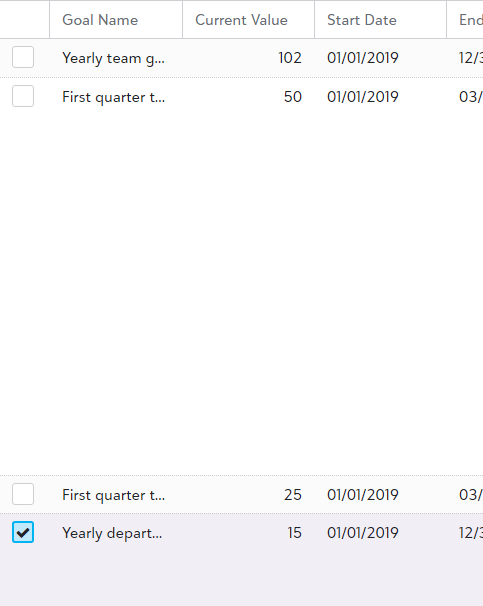 Goal Name Current Value Start Date End
Yearly team g... 102 01/01/2019 12/3
First quarter t... 50 01/01/2019 03/
First quarter t... 25 01/01/2019 03/
Yearly depart... 15 01/01/2019 12/3